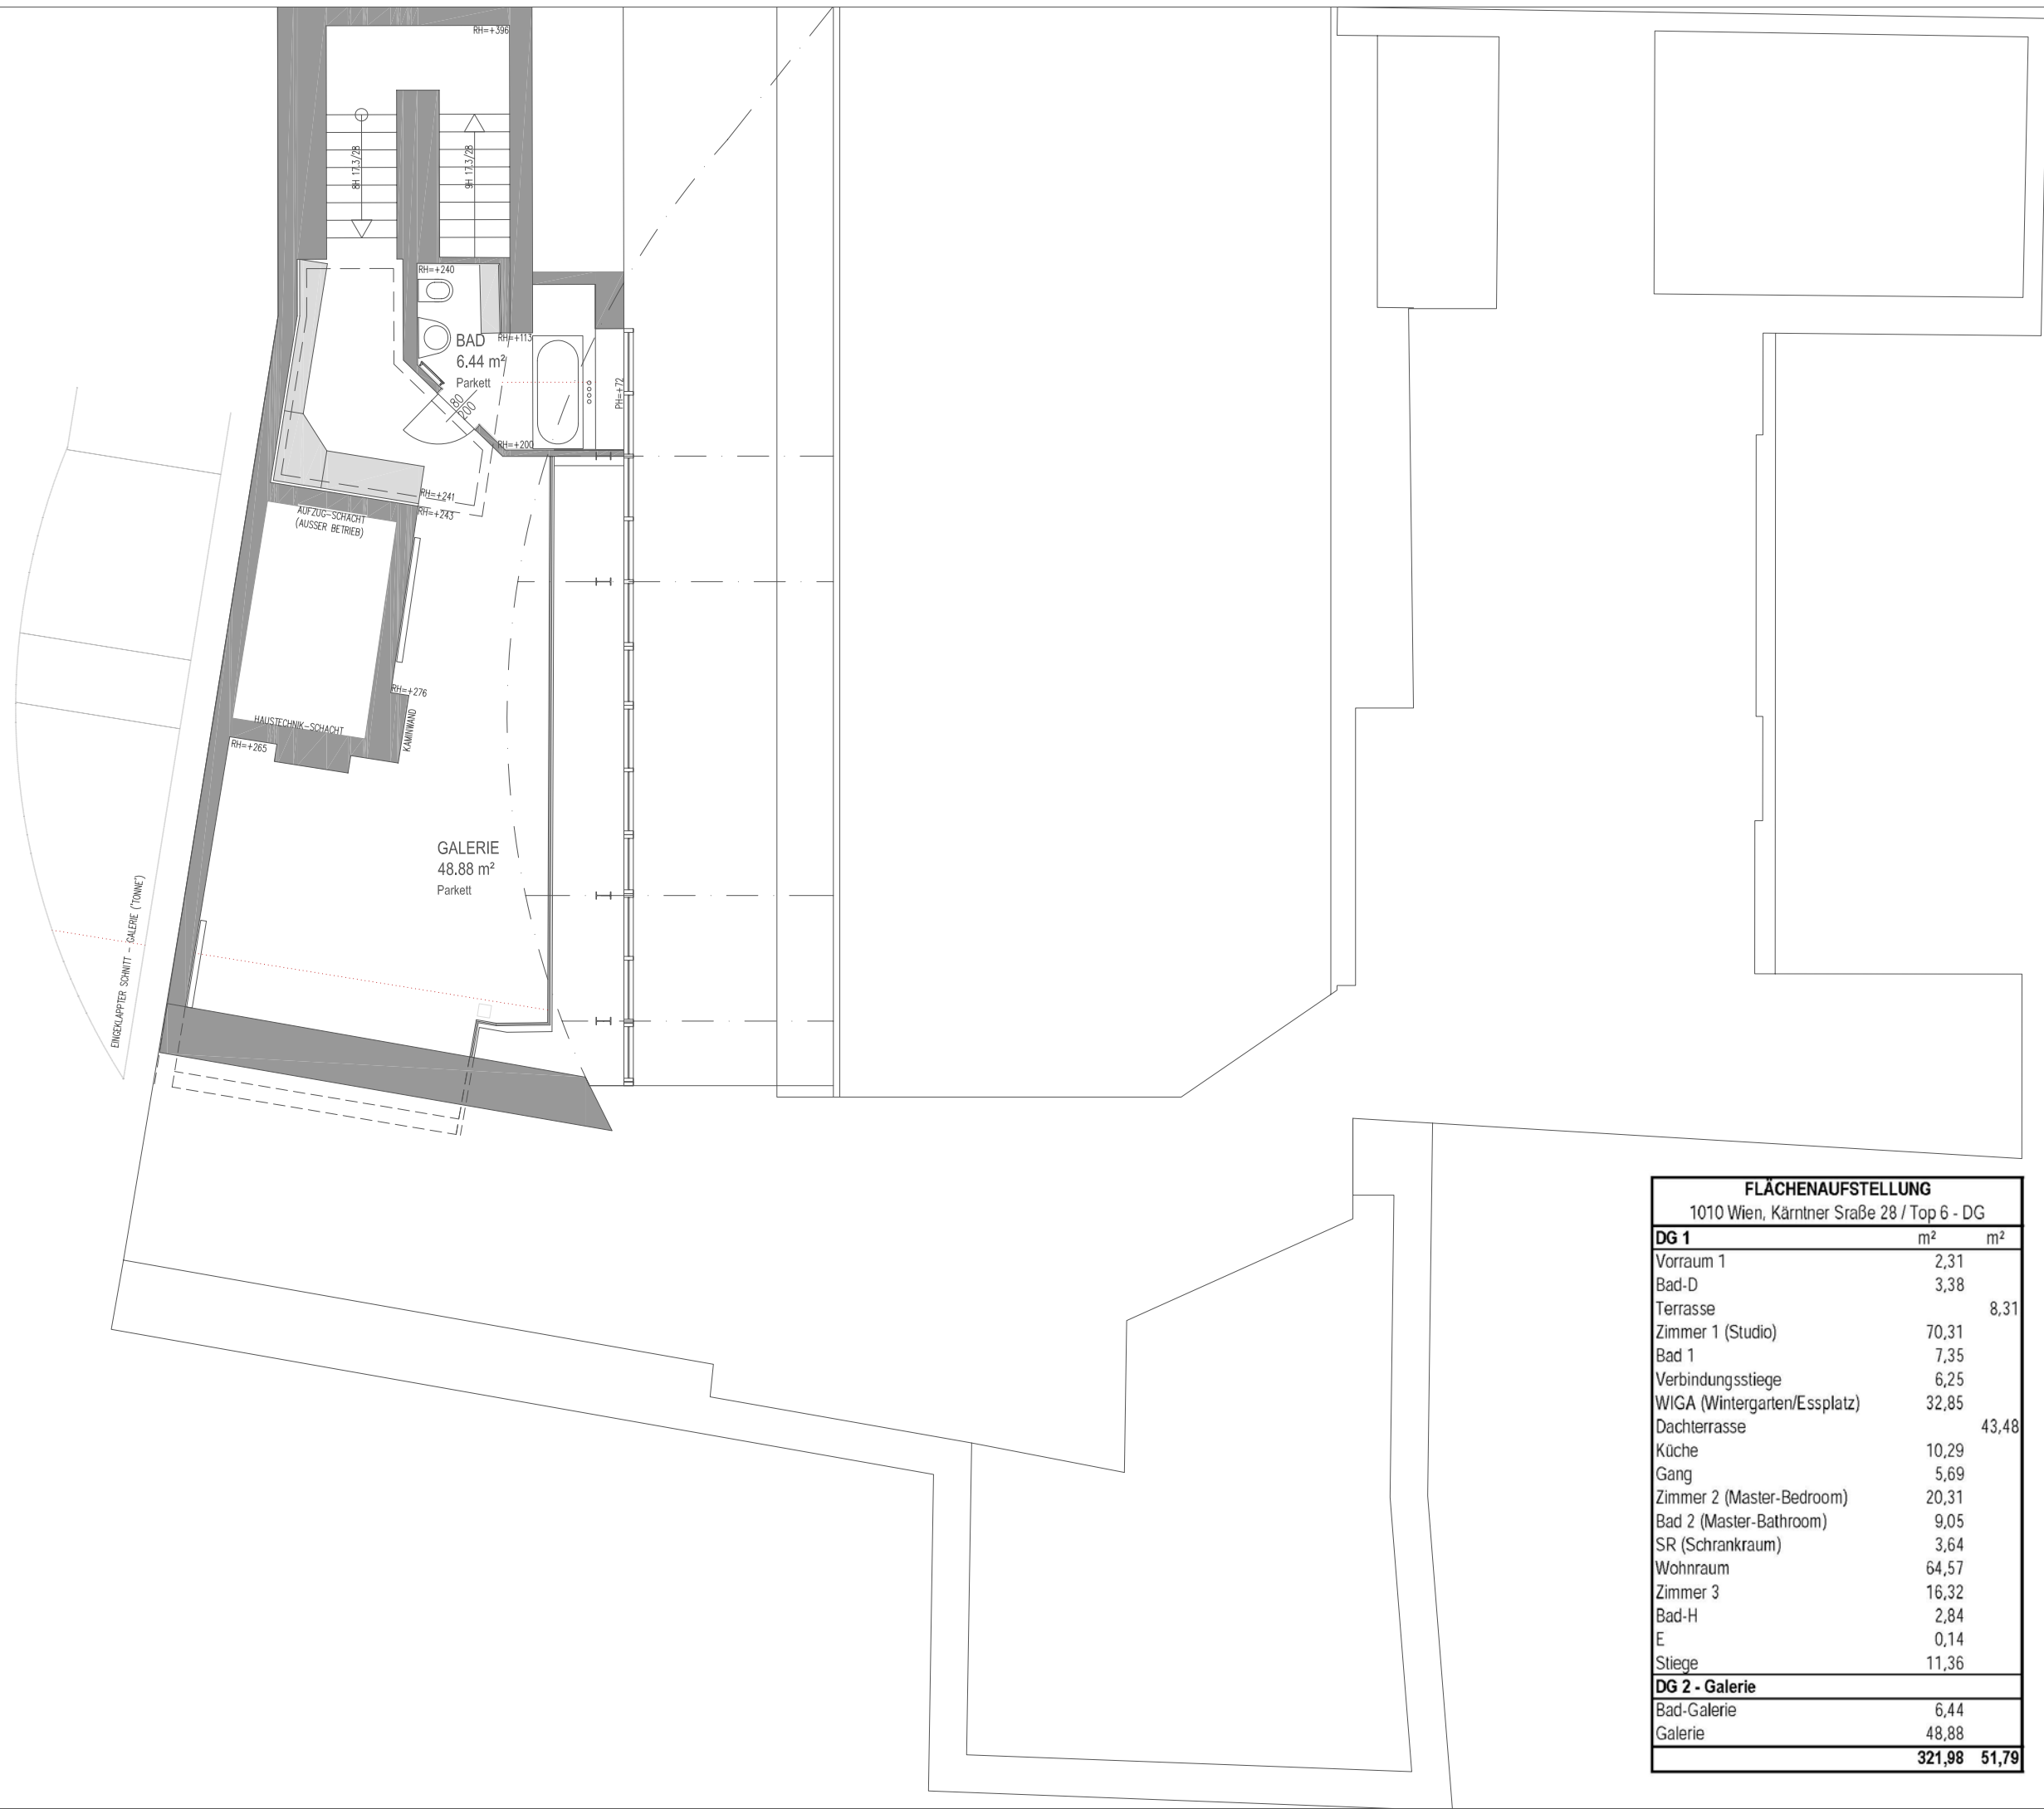 RH=+396
8H 17,3/28
9H 17,3/28
RH=+240
BAD
6.44 m²
Parkett
RH=+113
80
200
PH=+72
RH=+200
RH=+241
RH=+243
AUFZUG-SCHACHT
(AUSSER BETRIEB)
RH=+276
KAMINWAND
HAUSTECHNIK-SCHACHT
RH=+265
GALERIE
48.88 m²
Parkett
EINGEKLAPPTER SCHNITT - GALERIE ("TONNE")
FLÄCHENAUFSTELLUNG
1010 Wien, Kärntner Sraße 28 / Top 6 - DG
DG 1 m² m²
Vorraum 1 2,31
Bad-D 3,38
Terrasse 8,31
Zimmer 1 (Studio) 70,31
Bad 1 7,35
Verbindungsstiege 6,25
WIGA (Wintergarten/Essplatz) 32,85
Dachterrasse 43,48
Küche 10,29
Gang 5,69
Zimmer 2 (Master-Bedroom) 20,31
Bad 2 (Master-Bathroom) 9,05
SR (Schrankraum) 3,64
Wohnraum 64,57
Zimmer 3 16,32
Bad-H 2,84
E 0,14
Stiege 11,36
DG 2 - Galerie
Bad-Galerie 6,44
Galerie 48,88
321,98 51,79